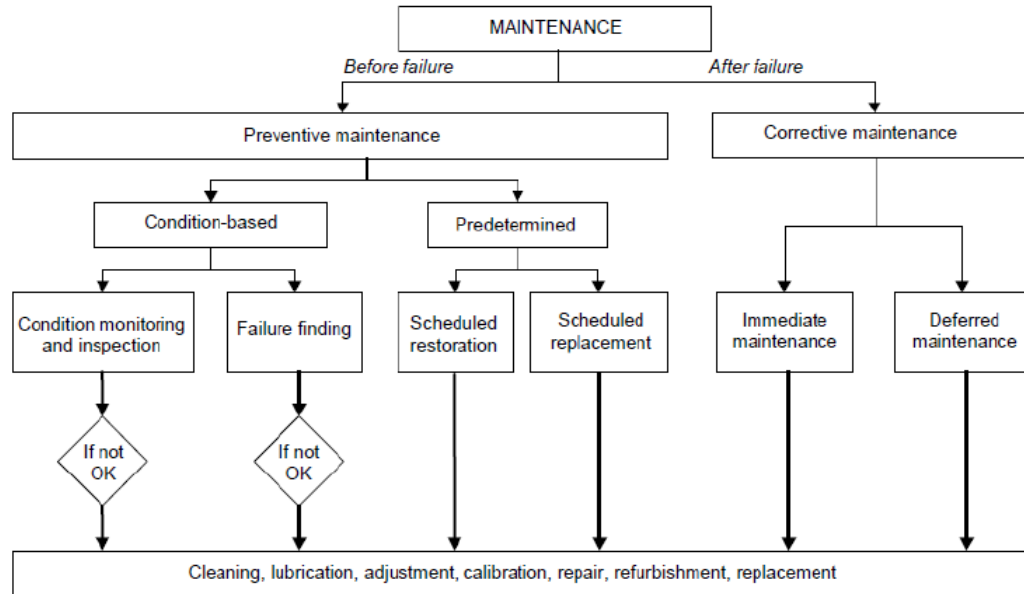 MAINTENANCE
Before failure
After failure
Preventive maintenance
Corrective maintenance
Condition-based
Predetermined
Condition monitoring
and inspection
Failure finding
Scheduled
restoration
Scheduled
replacement
Immediate
maintenance
Deferred
maintenance
If not
OK
If not
OK
Cleaning, lubrication, adjustment, calibration, repair, refurbishment, replacement